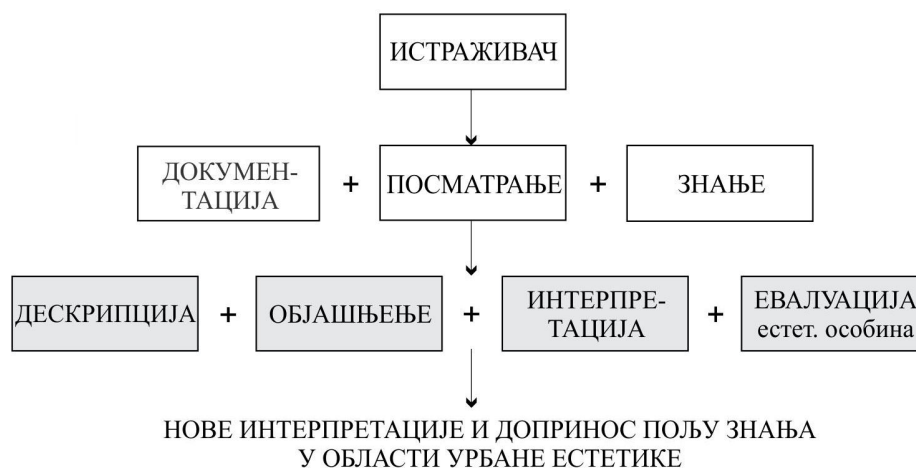 ИСТРАЖИВАЧ
ДОКУМЕН-
ТАЦИЈА
+
ПОСМАТРАЊЕ
+
ЗНАЊЕ
ДЕСКРИПЦИЈА
+
ОБЈАШЊЕЊЕ
+
ИНТЕРПРЕ-
ТАЦИЈА
+
ЕВАЛУАЦИЈА
естет. особина
НОВЕ ИНТЕРПРЕТАЦИЈЕ И ДОПРИНОС ПОЉУ ЗНАЊА
У ОБЛАСТИ УРБАНЕ ЕСТЕТИКЕ